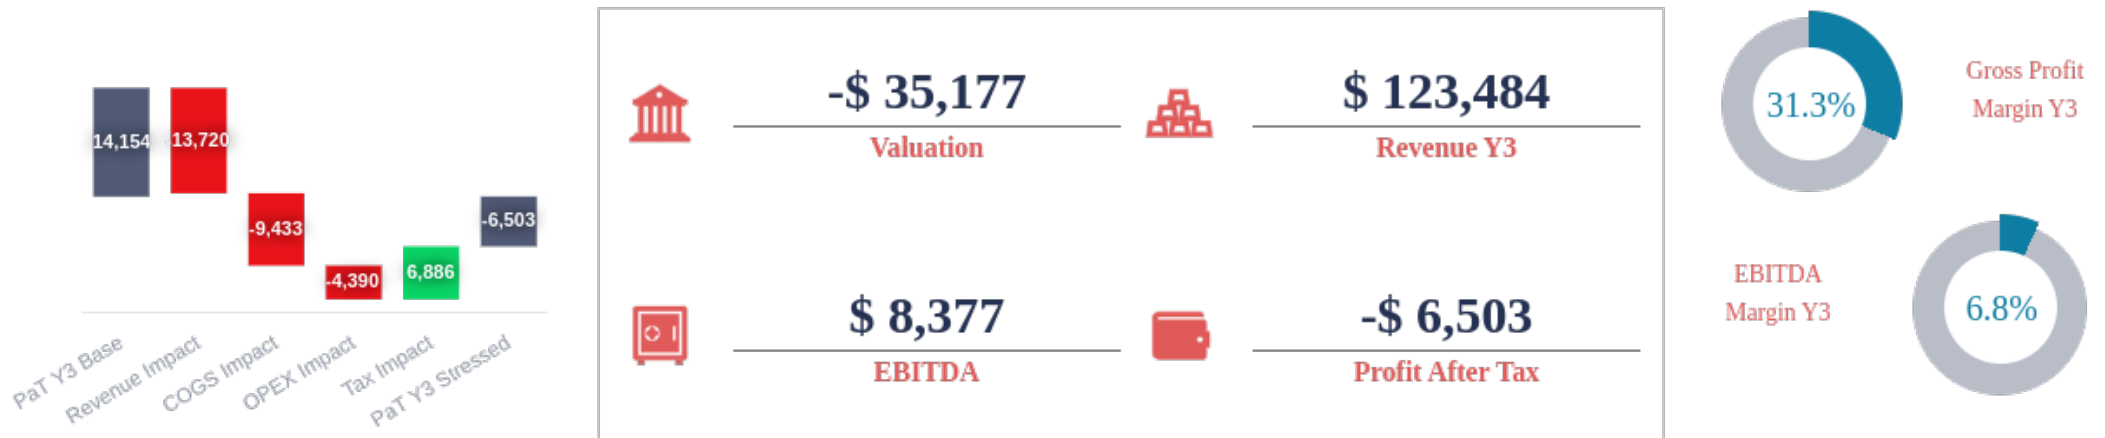 14,154
-13,720
-9,433
-4,390
6,886
-6,503
PaT Y3 Base
Revenue Impact
COGS Impact
OPEX Impact
Tax Impact
PaT Y3 Stressed
-$ 35,177
Valuation
$ 123,484
Revenue Y3
$ 8,377
EBITDA
-$ 6,503
Profit After Tax
31.3%
Gross Profit
Margin Y3
EBITDA
Margin Y3
6.8%